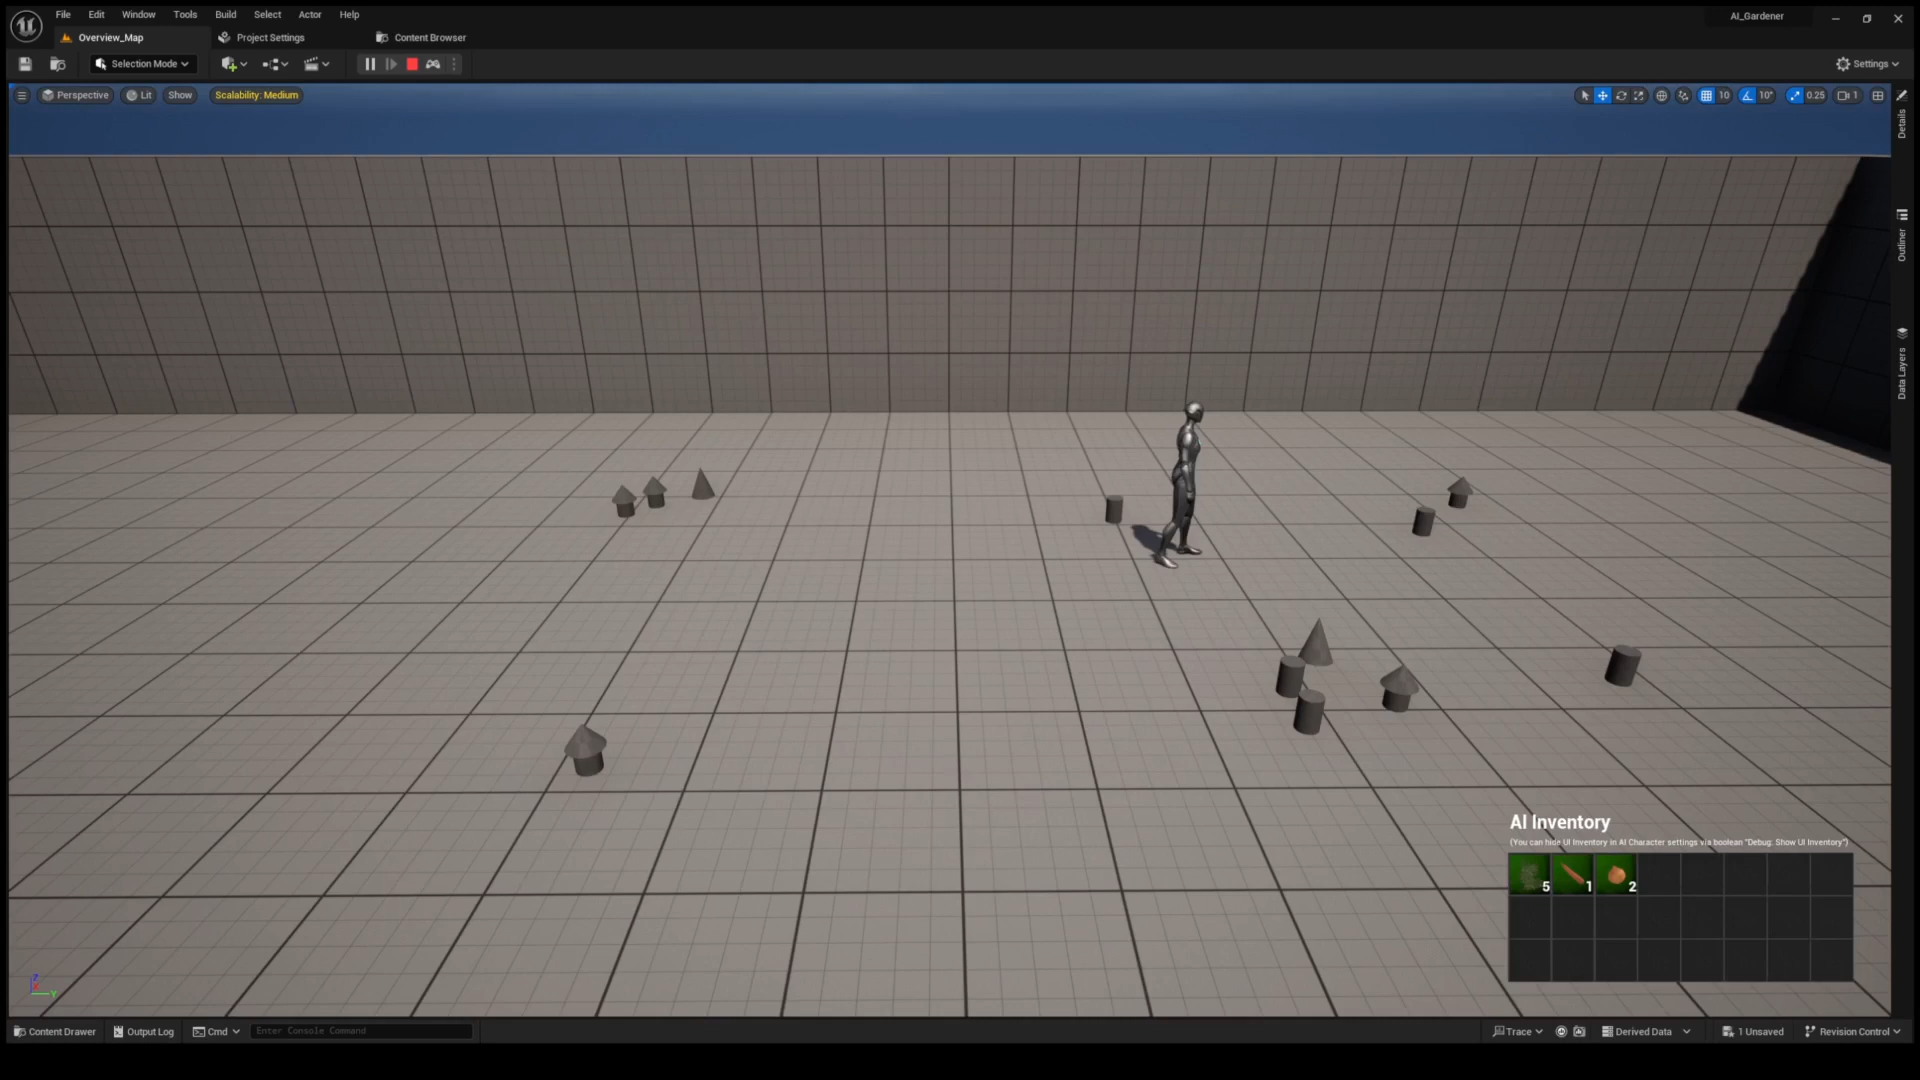 File Edit Window Tools Build Select Actor Help
AI_Gardener
Overview_Map Project Settings Content Browser
Selection Mode
Settings
Perspective Lit Show Scalability: Medium
10 10° 0.25 1
Details
Outliner
Data Layers
AI Inventory
(You can hide UI Inventory in AI Character settings via boolean "Debug: Show UI Inventory")
5 1 2
Z
X
Y
Content Drawer Output Log Cmd Enter Console Command Trace Derived Data 1 Unsaved Revision Control